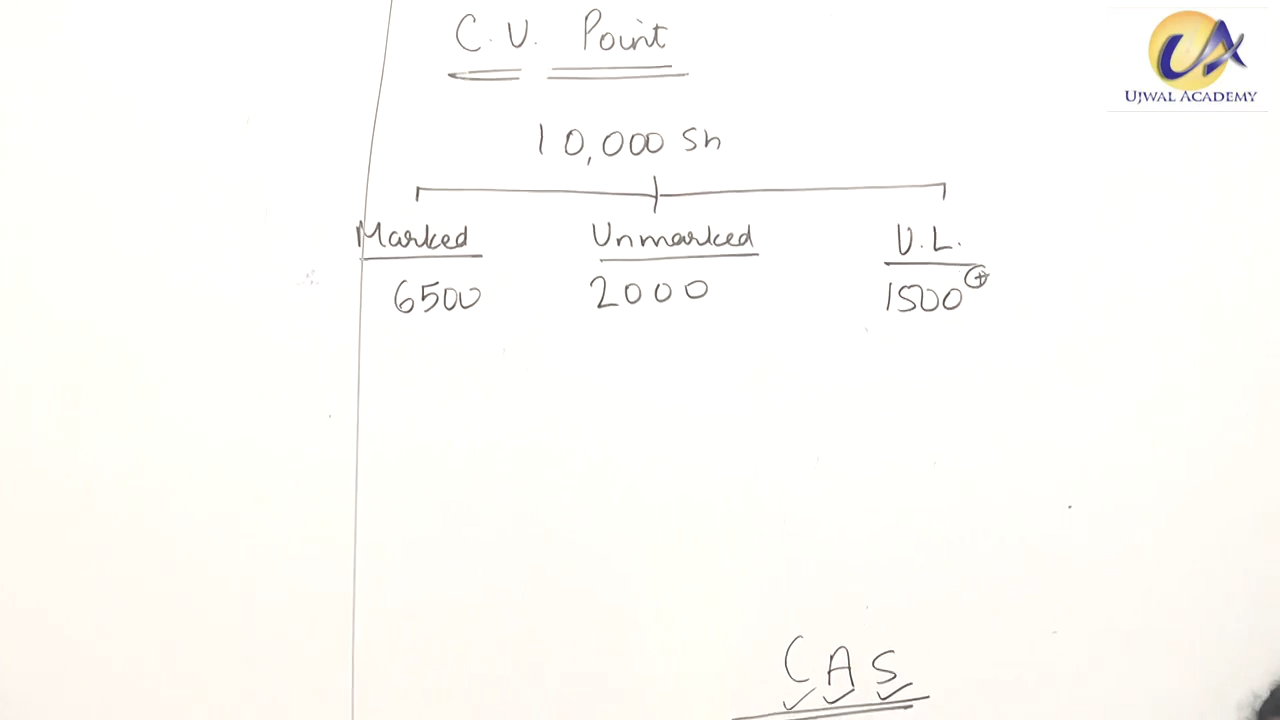 C.V. Point
UJWAL ACADEMY
10,000 Sh
Marked Unmarked U.L.
6500 2000 1500 +
CAS